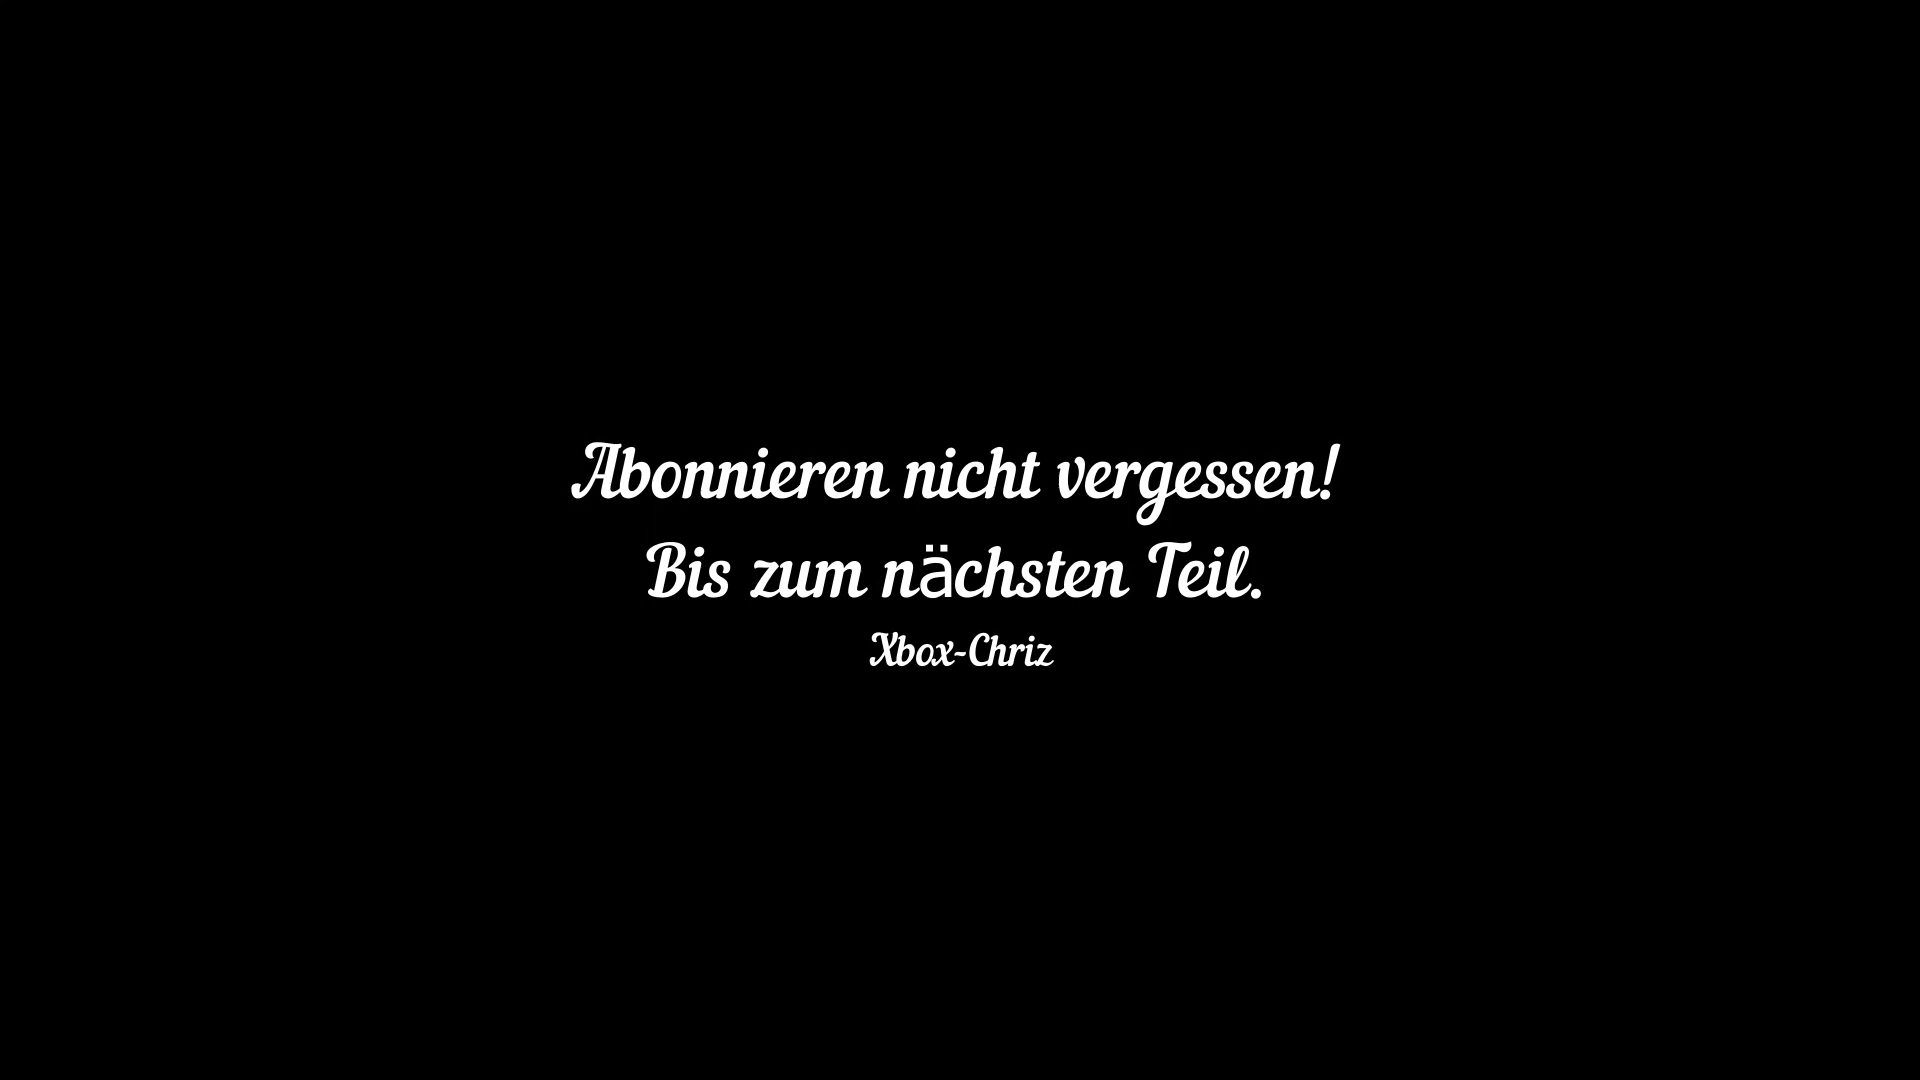 Abonnieren nicht vergessen!
Bis zum nächsten Teil.
Xbox-Chriz